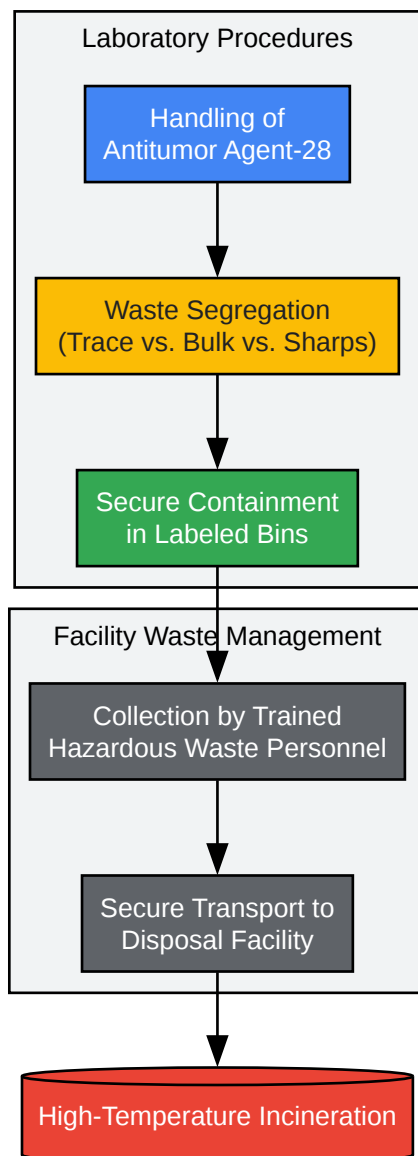 Laboratory Procedures
Handling of
Antitumor Agent-28
Waste Segregation
(Trace vs. Bulk vs. Sharps)
Secure Containment
in Labeled Bins
Facility Waste Management
Collection by Trained
Hazardous Waste Personnel
Secure Transport to
Disposal Facility
High-Temperature Incineration